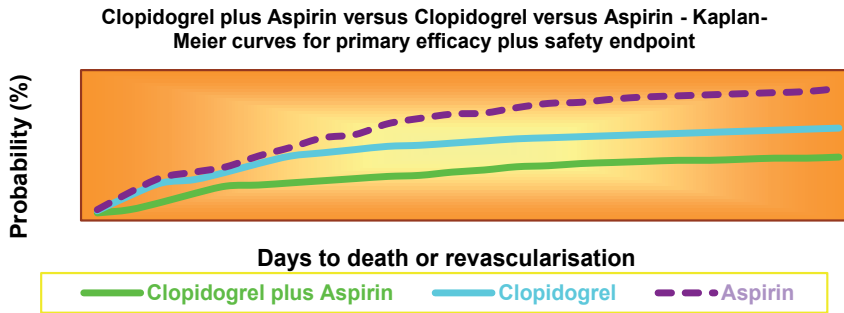 Clopidogrel plus Aspirin versus Clopidogrel versus Aspirin - Kaplan-
Meier curves for primary efficacy plus safety endpoint
Probability (%)
Days to death or revascularisation
Clopidogrel plus Aspirin Clopidogrel Aspirin